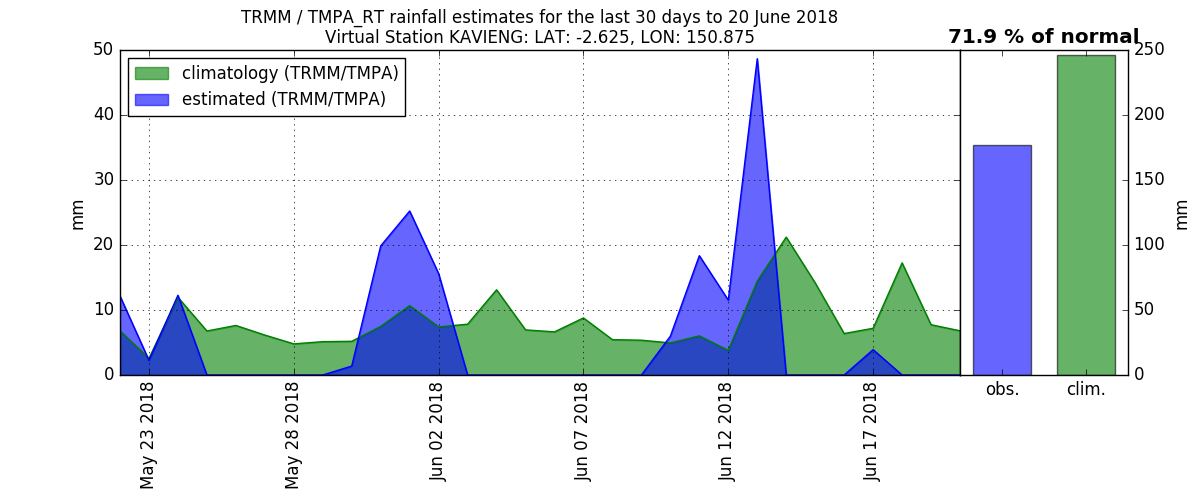 TRMM / TMPA_RT rainfall estimates for the last 30 days to 20 June 2018
Virtual Station KAVIENG: LAT: -2.625, LON: 150.875
71.9 % of normal
climatology (TRMM/TMPA)
estimated (TRMM/TMPA)
50
40
30
20
10
0
mm
May 23 2018
May 28 2018
Jun 02 2018
Jun 07 2018
Jun 12 2018
Jun 17 2018
obs.
clim.
250
200
150
100
50
0
mm